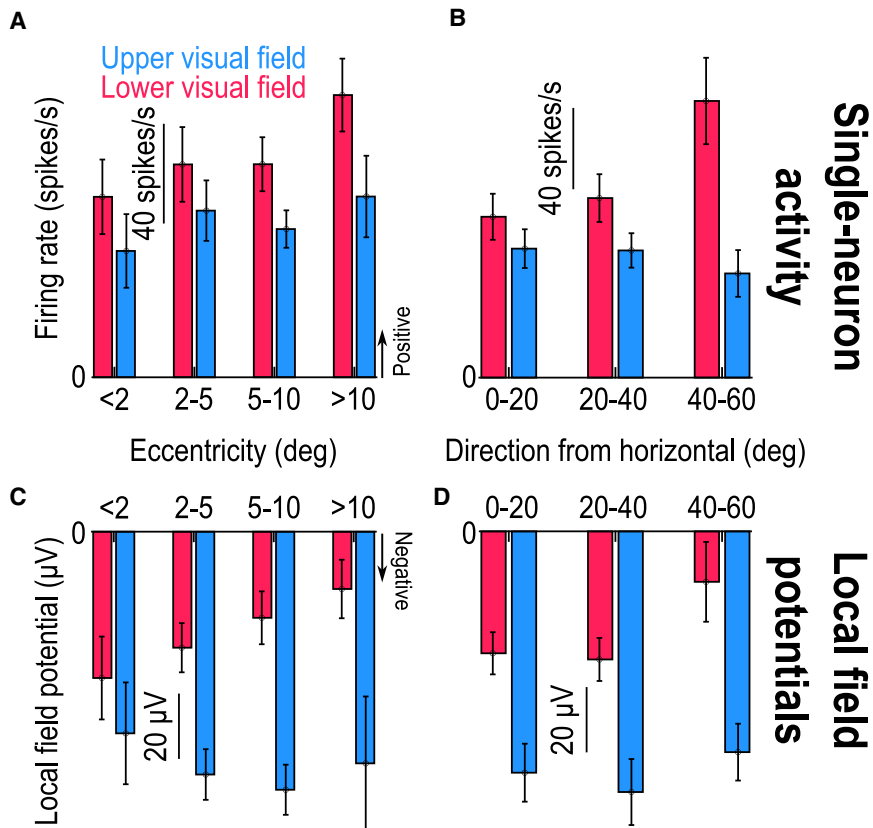 A
Upper visual field
Lower visual field
Firing rate (spikes/s)
40 spikes/s
Positive
0
<2 2-5 5-10 >10
Eccentricity (deg)
B
40 spikes/s
0
0-20 20-40 40-60
Direction from horizontal (deg)
Single-neuron
activity
C
<2 2-5 5-10 >10
0
Negative
Local field potential (µV)
20 µV
D
0-20 20-40 40-60
0
20 µV
Local field
potentials